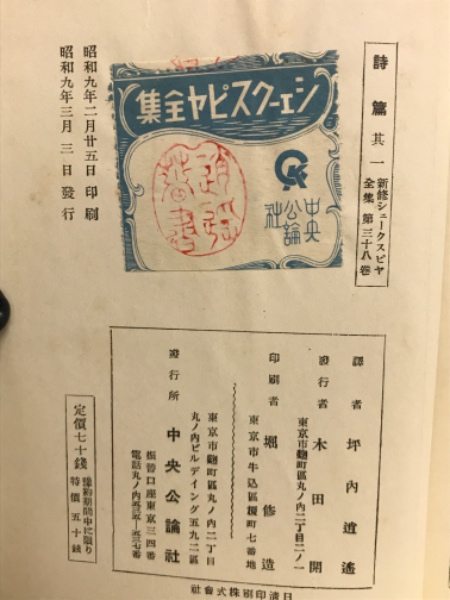 詩篇 其一
新修シェークスピヤ
全集 第三十八巻
シェークスピヤ全集
中央
公論
社
昭和九年二月廿五日印刷
昭和九年三月三日發行
譯者 坪内逍遙
發行者 木田開
東京市麴町區丸ノ内二丁目二ノ一
印刷者 堀修造
東京市牛込區榎町七番地
發行所 中央公論社
東京市麴町區丸ノ内二丁目
丸ノ内ビルデイング五九二區
振替口座東京三四番
定價七十錢
豫約期間中に限り
特價五十錢
日清印刷株式會社